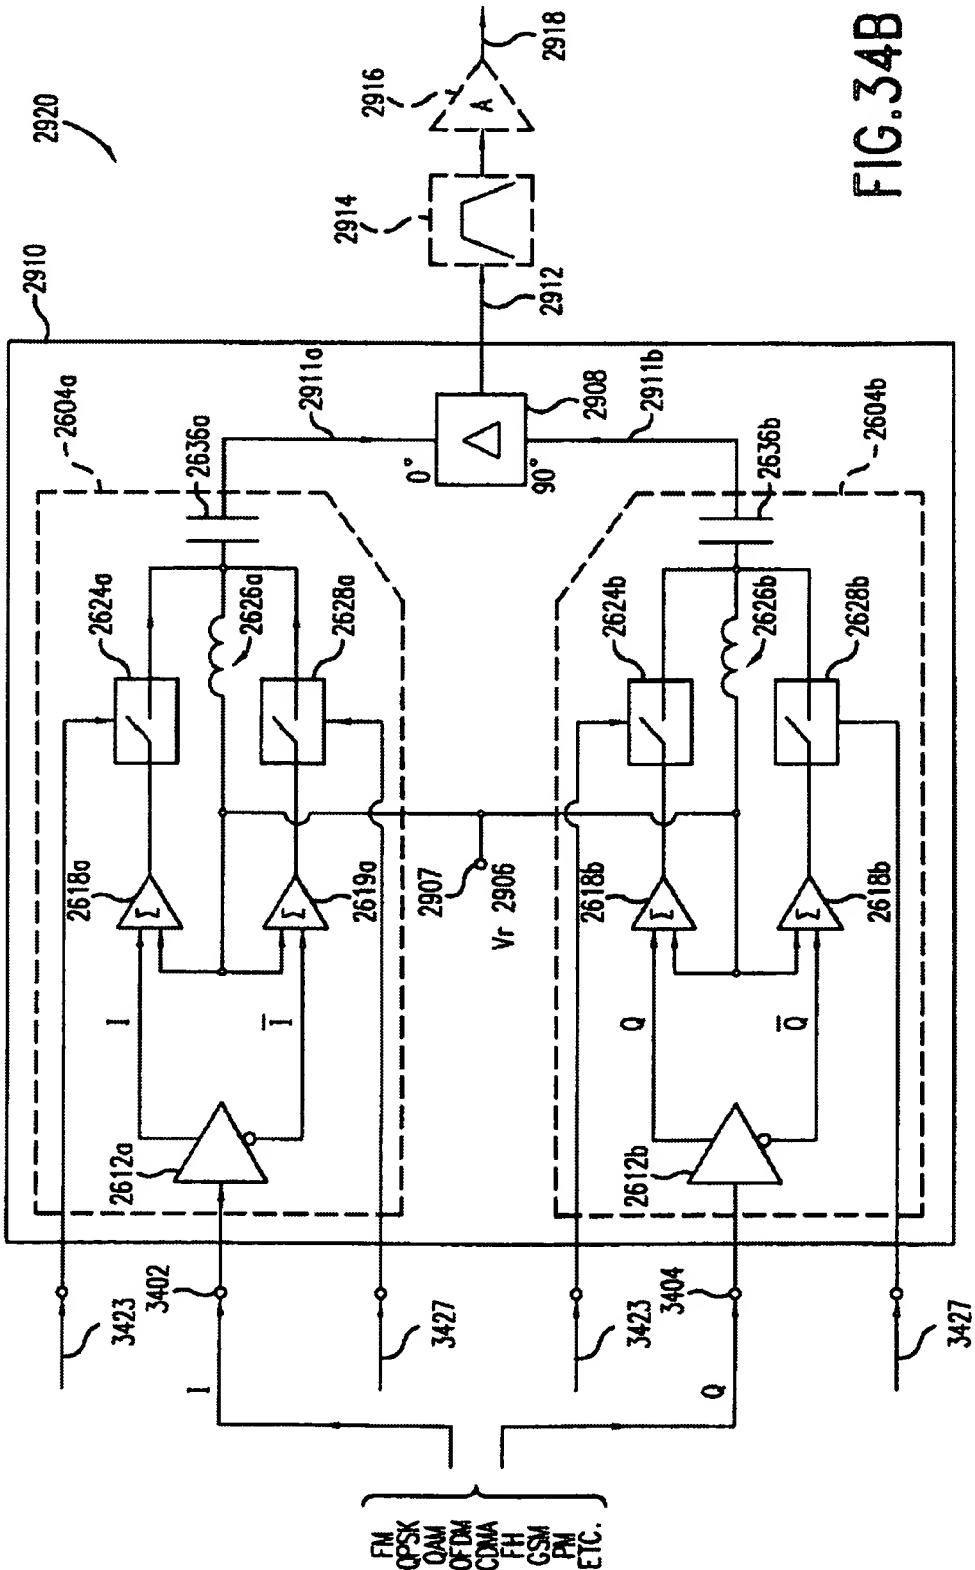 2920
2910
2604a
2636a
2911a
2624a
2626a
2628a
2618a
2619a
2612a
I
I̅
0°
90°
2908
2912
2914
2916
A
2918
2911b
2604b
2636b
2624b
2626b
2628b
2618b
2618b
2612b
Q
Q̅
Σ
Σ
Σ
Σ
2907
Vr 2906
3423
3402
3427
3423
3404
3427
I
Q
FM
QPSK
QAM
OFDM
CDMA
FH
GSM
PM
ETC.
FIG.34B